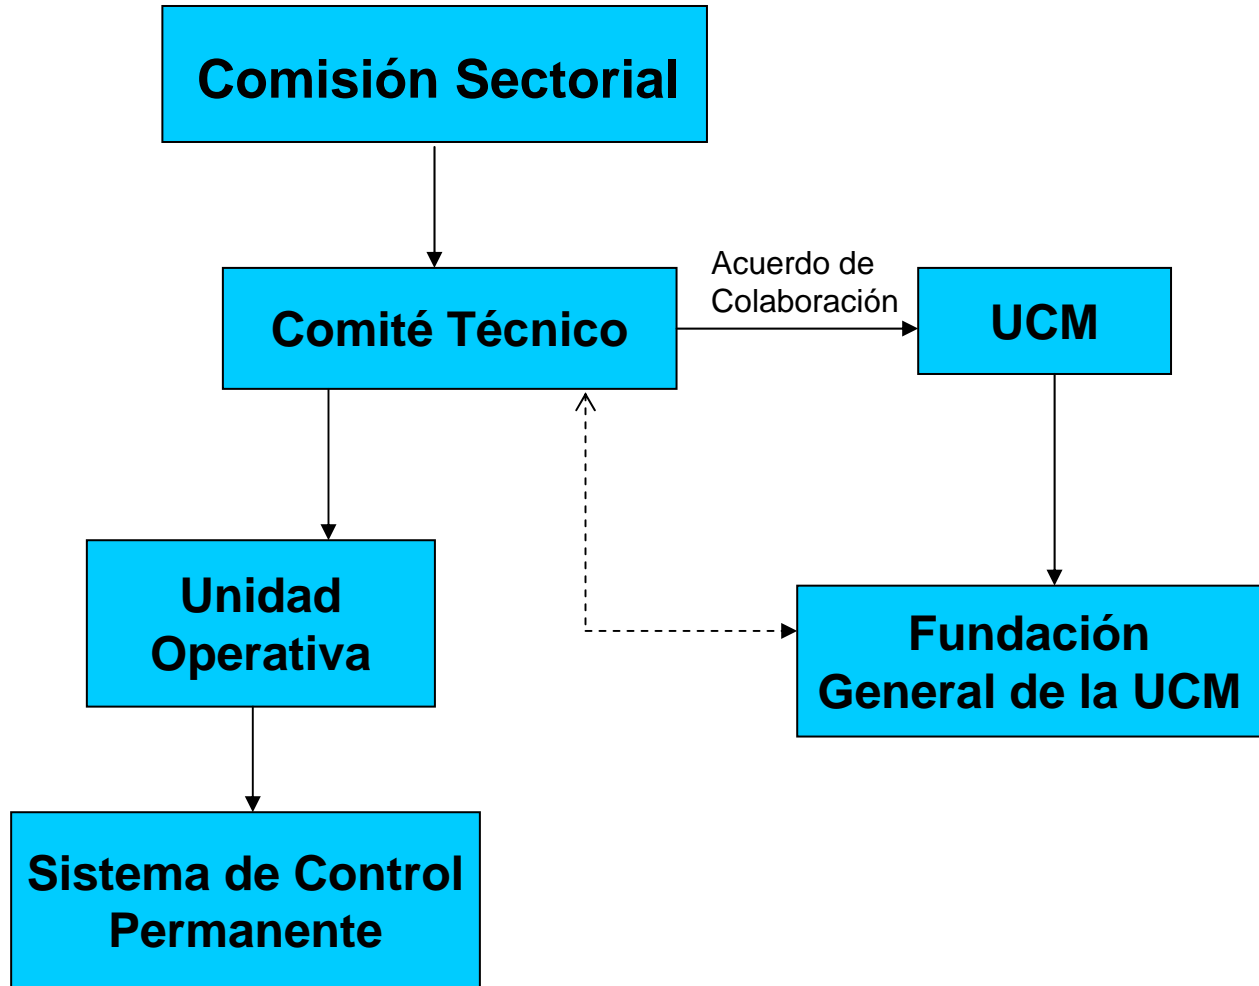 Comisión Sectorial
Acuerdo de
Colaboración
Comité Técnico
UCM
Unidad
Operativa
Fundación
General de la UCM
Sistema de Control
Permanente